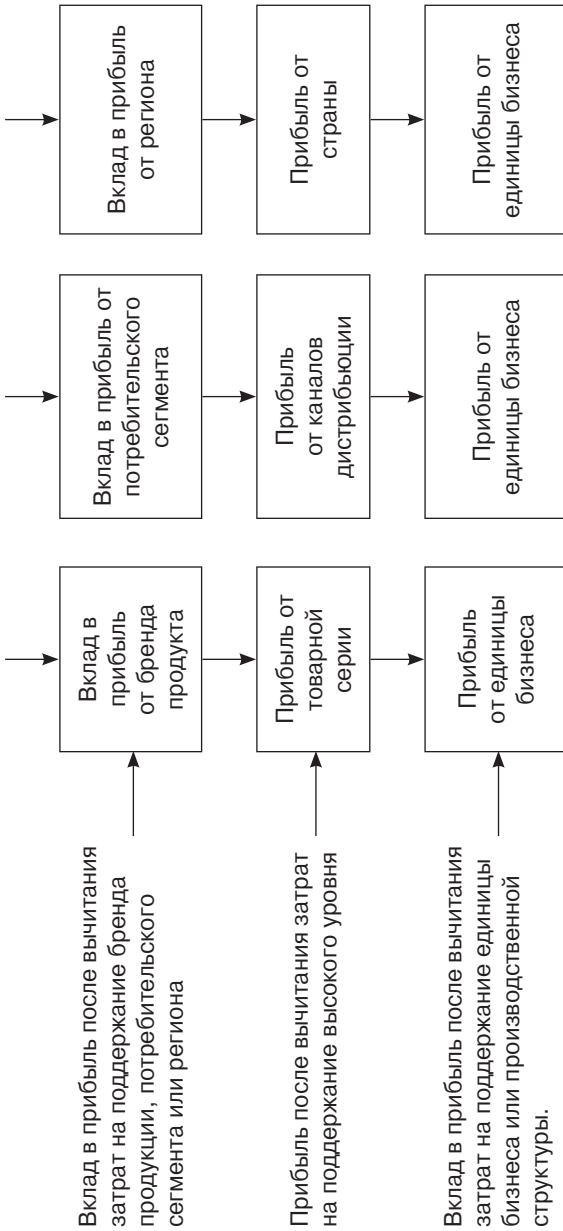 Вклад в прибыль после вычитания
затрат на поддержание бренда
продукции, потребительского
сегмента или региона
Вклад в
прибыль
от бренда
продукта
Вклад в прибыль от
потребительского
сегмента
Вклад в прибыль
от региона
Прибыль после вычитания затрат
на поддержание высокого уровня
Прибыль от
товарной
серии
Прибыль
от каналов
дистрибьюции
Прибыль от
страны
Вклад в прибыль после вычитания
затрат на поддержание единицы
бизнеса или производственной
структуры.
Прибыль
от единицы
бизнеса
Прибыль от
единицы бизнеса
Прибыль от
единицы бизнеса